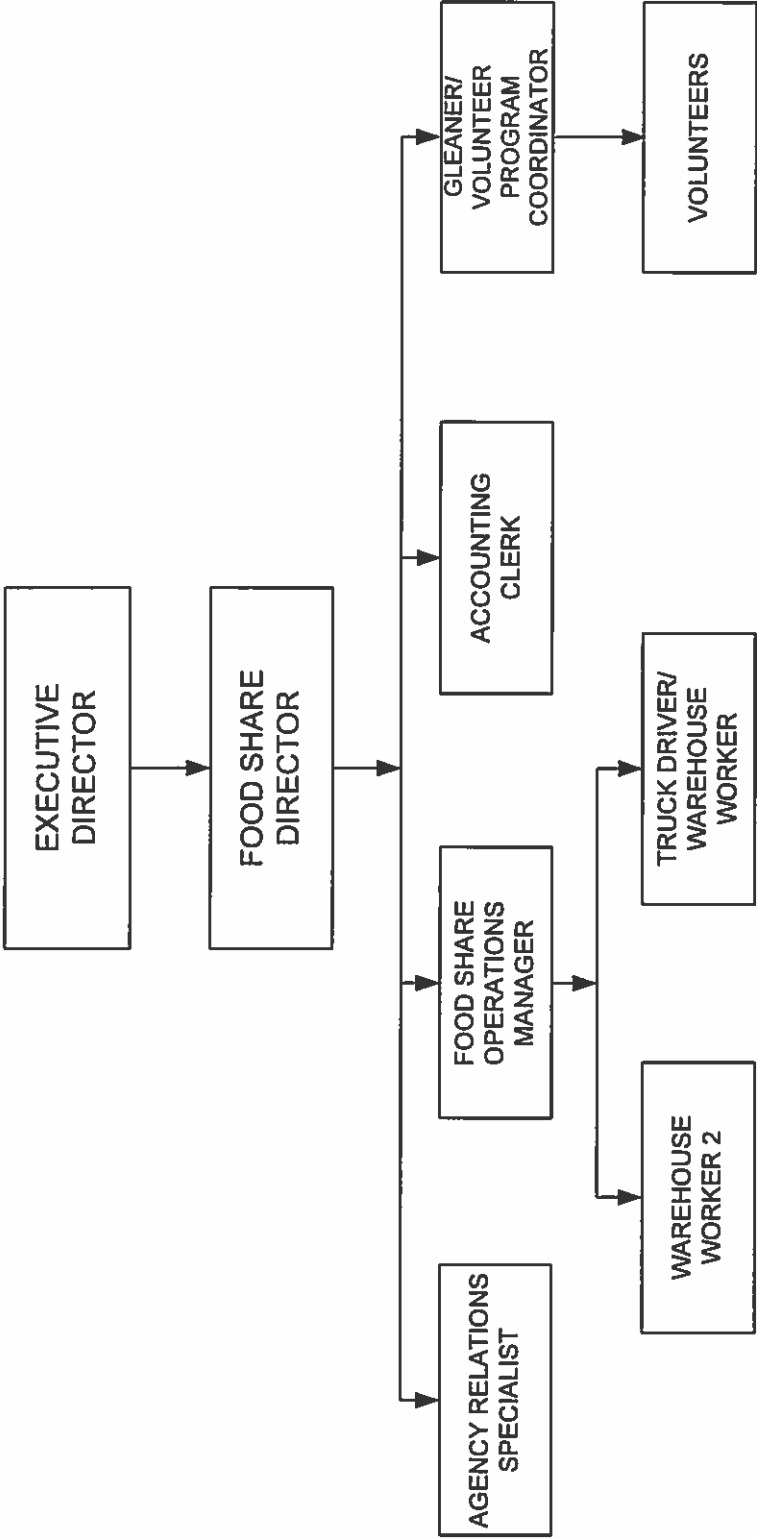 EXECUTIVE
DIRECTOR
FOOD SHARE
DIRECTOR
AGENCY RELATIONS
SPECIALIST
FOOD SHARE
OPERATIONS
MANAGER
ACCOUNTING
CLERK
GLEANER/
VOLUNTEER
PROGRAM
COORDINATOR
WAREHOUSE
WORKER 2
TRUCK DRIVER/
WAREHOUSE
WORKER
VOLUNTEERS